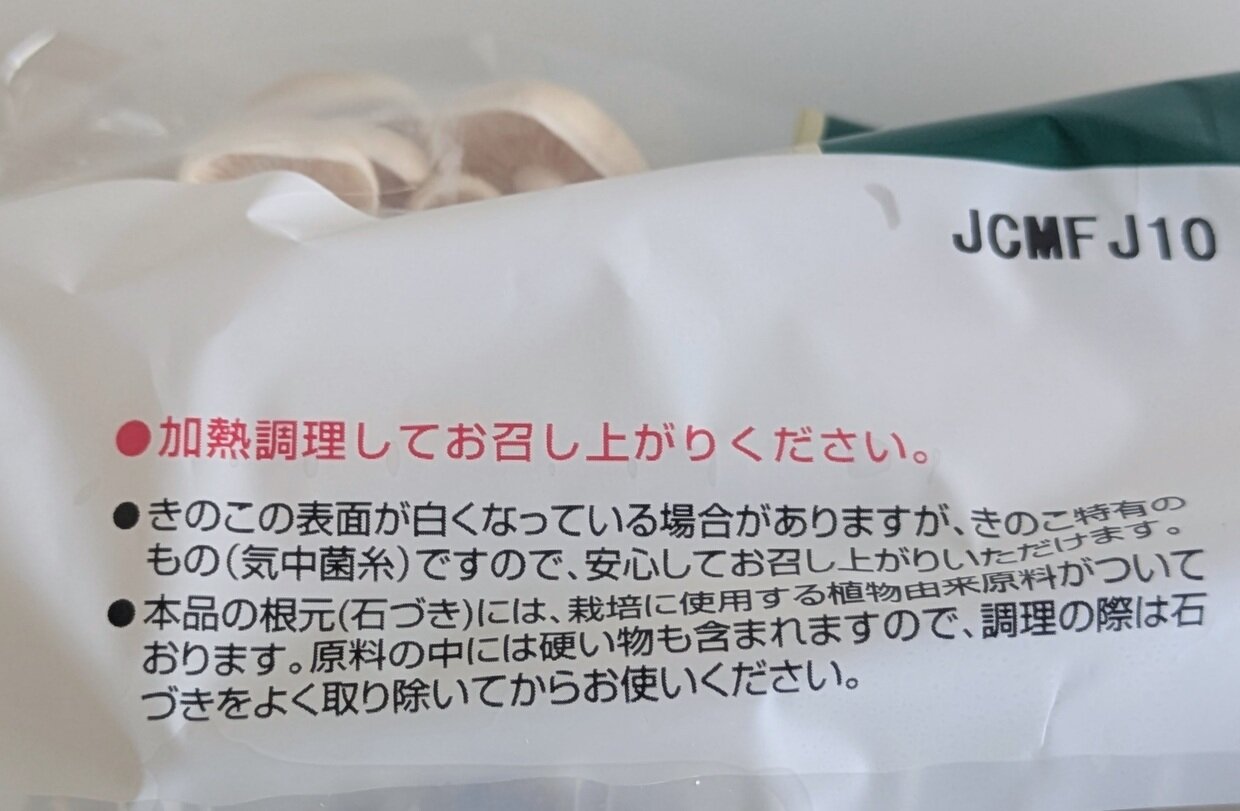 JCMFJ10
●加熱調理してお召し上がりください。
●きのこの表面が白くなっている場合がありますが、きのこ特有の
もの(気中菌糸)ですので、安心してお召し上がりいただけます。
●本品の根元(石づき)には、栽培に使用する植物由来原料がついて
おります。原料の中には硬い物も含まれますので、調理の際は石
づきをよく取り除いてからお使いください。